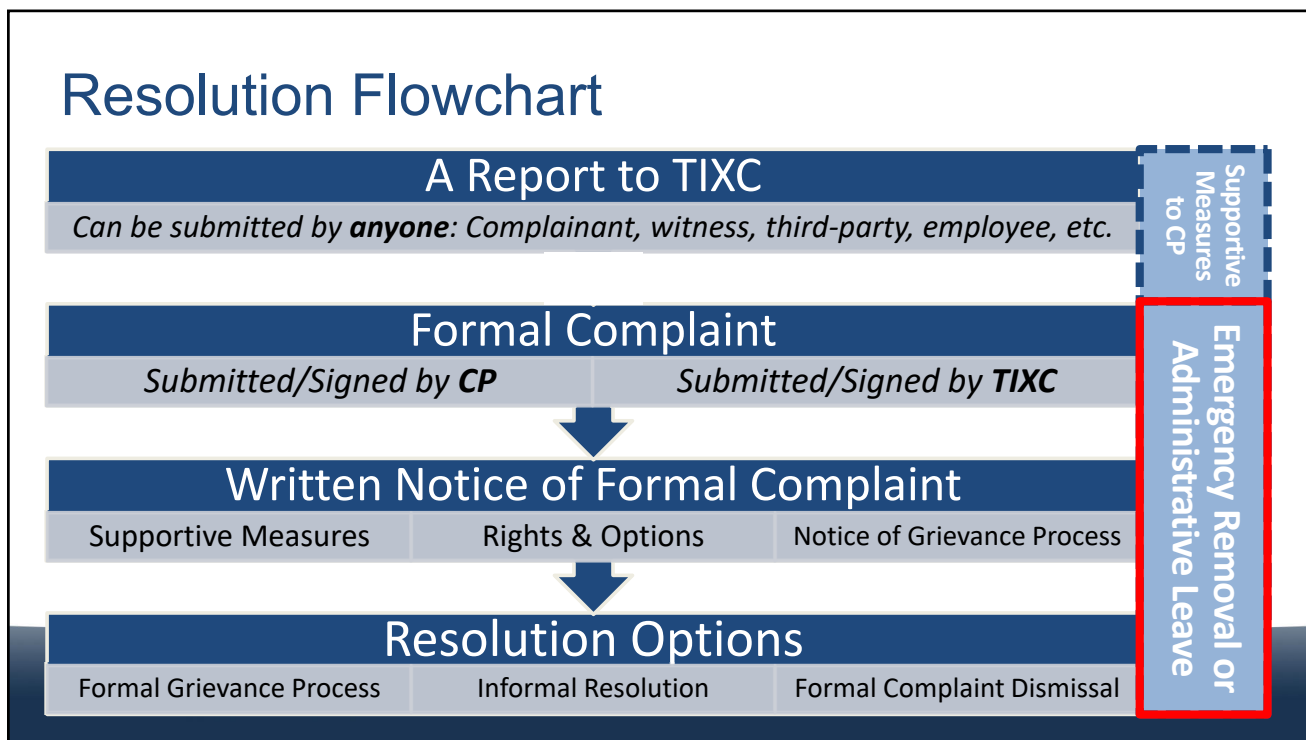 Resolution Flowchart
A Report to TIXC
Can be submitted by anyone: Complainant, witness, third-party, employee, etc.
Supportive
Measures
to CP
Formal Complaint
Submitted/Signed by CP
Submitted/Signed by TIXC
Written Notice of Formal Complaint
Supportive Measures
Rights & Options
Notice of Grievance Process
Resolution Options
Formal Grievance Process
Informal Resolution
Formal Complaint Dismissal
Emergency Removal or
Administrative Leave